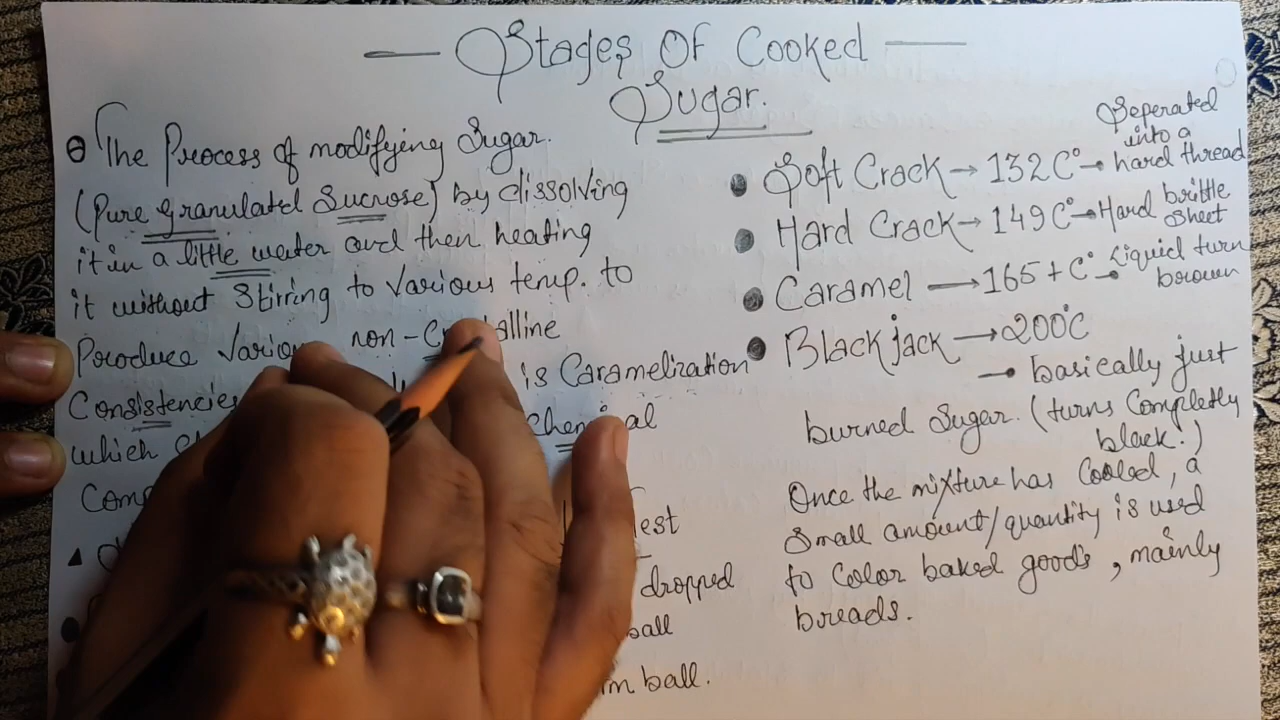 Stages Of Cooked
Sugar.
The Process of modifying Sugar.
(Pure granulated Sucrose) by dissolving
it in a little water and then heating
it without Stirring to Various temp. to
Produce non-
Consistencies is Caramelization
which chemical
Test
dropped
ball
ball.
Seperated
into a
Soft Crack → 132 C° → hard thread
Hard Crack → 149 C° → Hard brittle
Sheet
Caramel → 165 + C° → Liquid turn
brown
Black jack → 200°C
→ basically just
burned Sugar. (turns Completly
black.)
Once the mixture has Cooled, a
Small amount/quantity is used
to Color baked goods, mainly
breads.